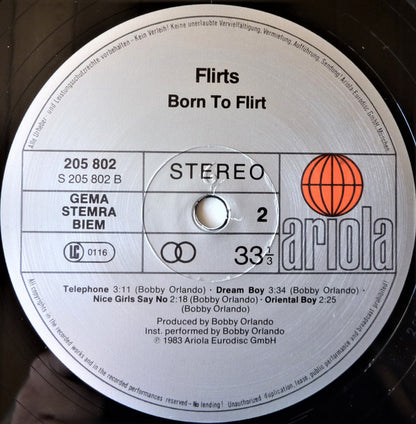 Alle Urheber- und Leistungsschutzrechte vorbehalten - Kein Verleih! Keine unerlaubte Vervielfältigung, Vermietung, Aufführung, Sendung! Ariola Eurodisc GmbH München
Flirts
Born To Flirt
205 802
S 205 802 B
STEREO
GEMA
STEMRA
BIEM
2
LC 0116
33 1/3
ariola
Telephone 3:11 (Bobby Orlando) · Dream Boy 3:34 (Bobby Orlando) ·
Nice Girls Say No 2:18 (Bobby Orlando) · Oriental Boy 2:25
(Bobby Orlando)
Produced by Bobby Orlando
Inst. performed by Bobby Orlando
℗ 1983 Ariola Eurodisc GmbH
All copyrights in the recorded works and in the recorded performances reserved - No lending! Unauthorized duplication, lease, public performance and broadcast prohibited!